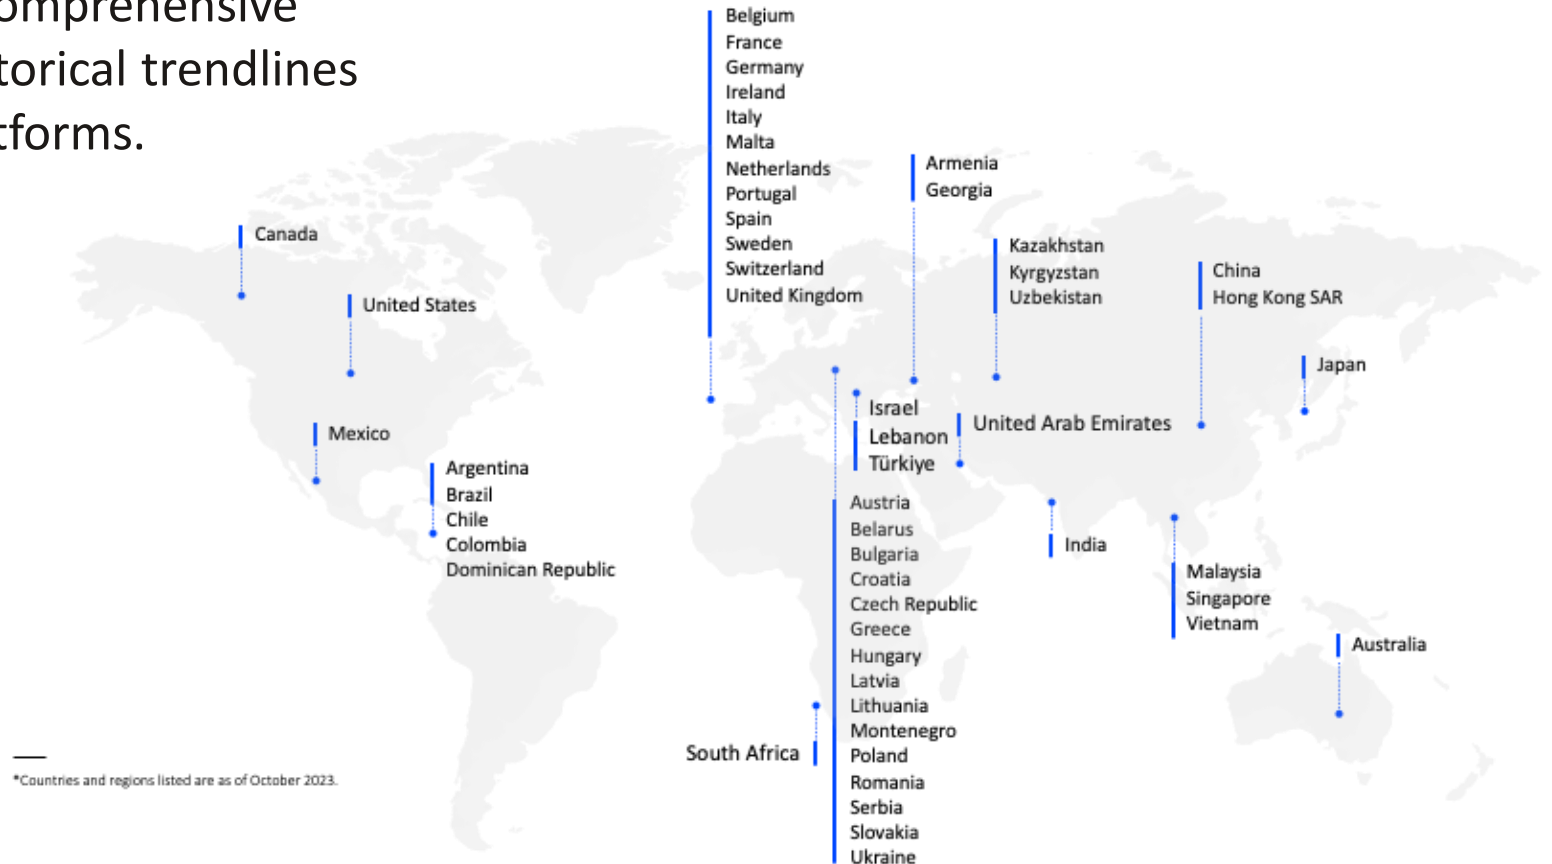 omprehensive
torical trendlines
tforms.
Canada
United States
Mexico
Argentina
Brazil
Chile
Colombia
Dominican Republic
Belgium
France
Germany
Ireland
Italy
Malta
Netherlands
Portugal
Spain
Sweden
Switzerland
United Kingdom
Armenia
Georgia
Kazakhstan
Kyrgyzstan
Uzbekistan
China
Hong Kong SAR
Japan
Israel
Lebanon
Türkiye
United Arab Emirates
Austria
Belarus
Bulgaria
Croatia
Czech Republic
Greece
Hungary
Latvia
Lithuania
Montenegro
Poland
Romania
Serbia
Slovakia
Ukraine
India
Malaysia
Singapore
Vietnam
Australia
South Africa
*Countries and regions listed are as of October 2023.